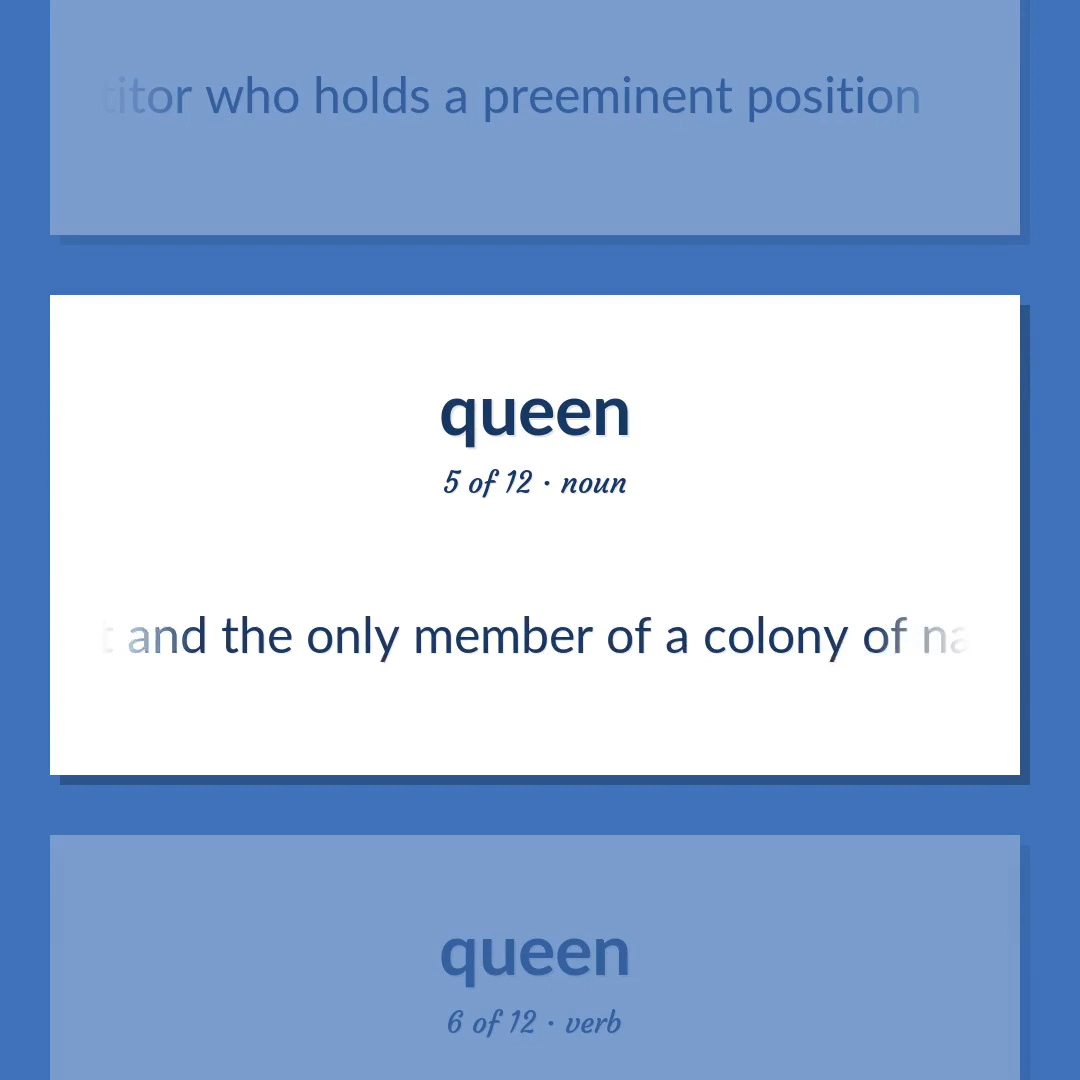 who holds a preeminent position
queen
5 of 12 · noun
and the only member of a colony of
queen
6 of 12 · verb